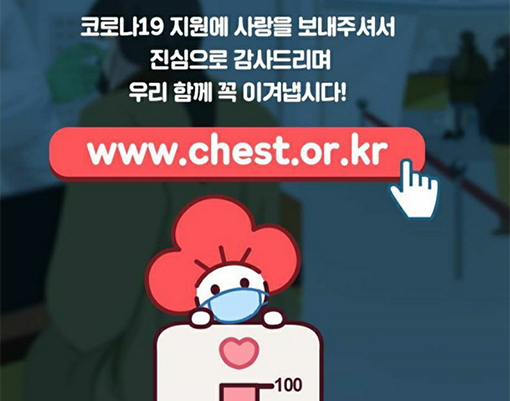 코로나19 지원에 사랑을 보내주셔서
진심으로 감사드리며
우리 함께 꼭 이겨냅시다!
www.chest.or.kr
100